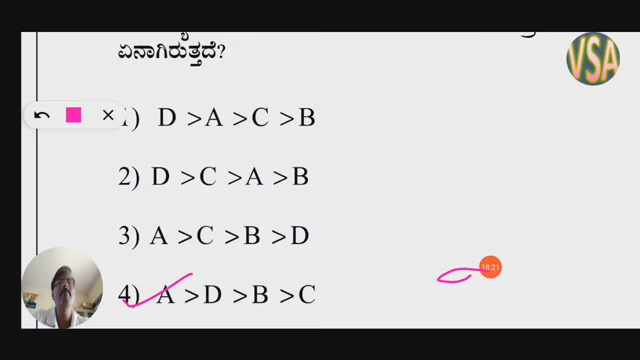 VSA
ಏನಾಗಿರುತ್ತದೆ?
1) D >A >C >B
2) D >C >A >B
3) A >C >B >D
4) A >D >B >C
18:21